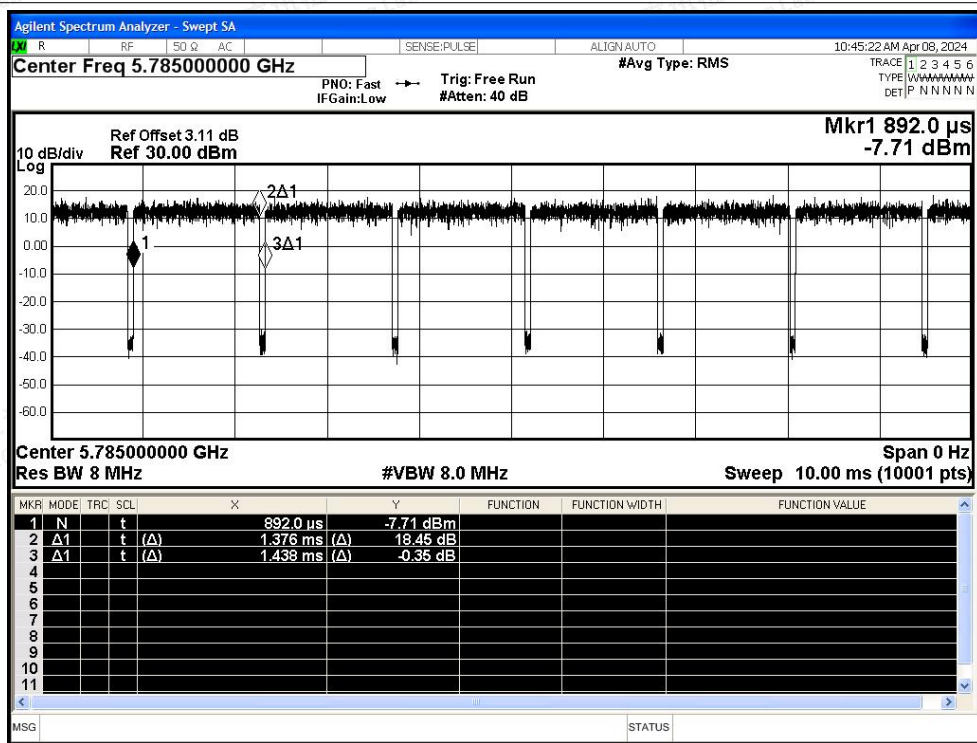 Agilent Spectrum Analyzer - Swept SA
LXI R RF 50 Ω AC SENSE:PULSE ALIGN AUTO 10:45:22 AM Apr 08, 2024
Center Freq 5.785000000 GHz
PNO: Fast
IFGain:Low
Trig: Free Run
#Atten: 40 dB
#Avg Type: RMS
TRACE 1 2 3 4 5 6
TYPE WWWWWW
DET P N N N N N
Mkr1 892.0 µs
-7.71 dBm
10 dB/div
Log
Ref Offset 3.11 dB
Ref 30.00 dBm
20.0
10.0
0.00
-10.0
-20.0
-30.0
-40.0
-50.0
-60.0
2Δ1
1
3Δ1
Center 5.785000000 GHz Span 0 Hz
Res BW 8 MHz #VBW 8.0 MHz Sweep 10.00 ms (10001 pts)
MKR MODE TRC SCL X Y FUNCTION FUNCTION WIDTH FUNCTION VALUE
1 N t 892.0 µs -7.71 dBm
2 Δ1 t (Δ) 1.376 ms (Δ) 18.45 dB
3 Δ1 t (Δ) 1.438 ms (Δ) -0.35 dB
4
5
6
7
8
9
10
11
MSG STATUS